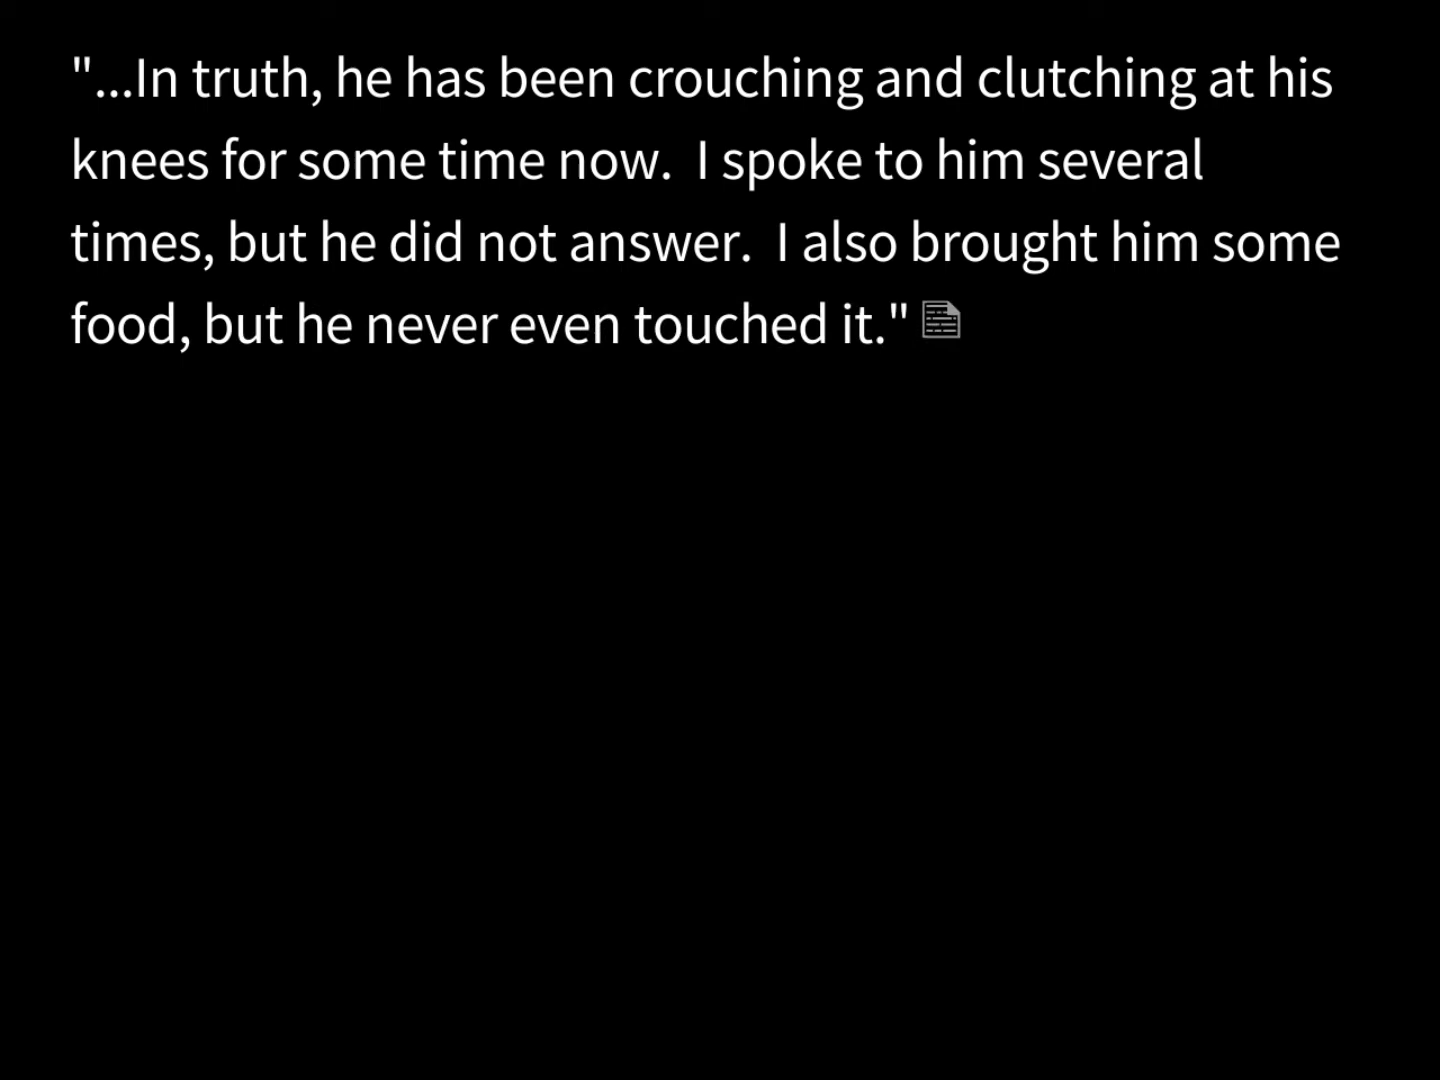 "...In truth, he has been crouching and clutching at his
knees for some time now.  I spoke to him several
times, but he did not answer.  I also brought him some
food, but he never even touched it."